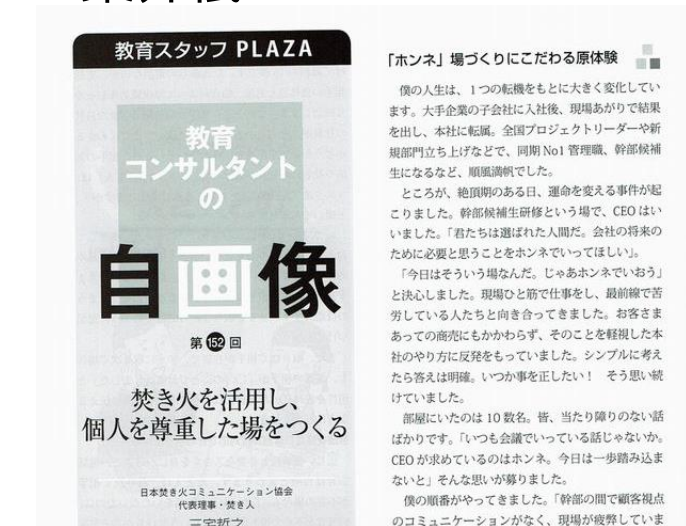 教育スタッフ PLAZA
教育
コンサルタント
の
自画像
第152回
焚き火を活用し、
個人を尊重した場をつくる
日本焚き火コミュニケーション協会
代表理事・焚き人
三宅哲之
「ホンネ」場づくりにこだわる原体験
僕の人生は、1つの転機をもとに大きく変化してい
ます。大手企業の子会社に入社後、現場あがりで結果
を出し、本社に転属。全国プロジェクトリーダーや新
規部門立ち上げなどで、同期 No1 管理職、幹部候補
生になるなど、順風満帆でした。
ところが、絶頂期のある日、運命を変える事件が起
こりました。幹部候補生研修という場で、CEO はい
いました。「君たちは選ばれた人間だ。会社の将来の
ために必要と思うことをホンネでいってほしい」。
「今日はそういう場なんだ。じゃあホンネでいおう」
と決心しました。現場ひと筋で仕事をし、最前線で苦
労している人たちと向き合ってきました。お客さま
あっての商売にもかかわらず、そのことを軽視した本
社のやり方に反発をもっていました。シンプルに考え
たら答えは明確。いつか事を正したい！　そう思い続
けていました。
部屋にいたのは 10 数名。皆、当たり障りのない話
ばかりです。「いつも会議でいっている話じゃないか。
CEO が求めているのはホンネ。今日は一歩踏み込ま
ないと」そんな思いが募りました。
僕の順番がやってきました。「幹部の間で顧客視点
のコミュニケーションがなく、現場が疲弊していま